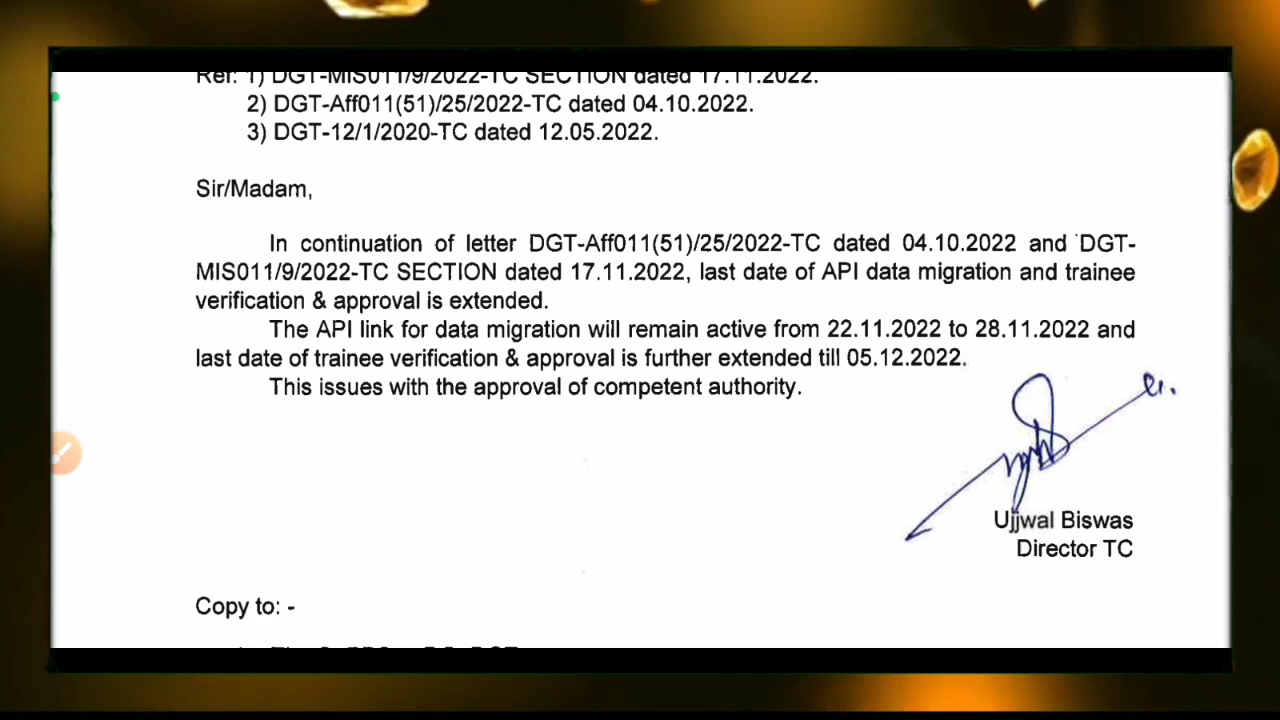 Ref: 1) DGT-MIS011/9/2022-TC SECTION dated 17.11.2022.
2) DGT-Aff011(51)/25/2022-TC dated 04.10.2022.
3) DGT-12/1/2020-TC dated 12.05.2022.
Sir/Madam,
In continuation of letter DGT-Aff011(51)/25/2022-TC dated 04.10.2022 and DGT-
MIS011/9/2022-TC SECTION dated 17.11.2022, last date of API data migration and trainee
verification & approval is extended.
The API link for data migration will remain active from 22.11.2022 to 28.11.2022 and
last date of trainee verification & approval is further extended till 05.12.2022.
This issues with the approval of competent authority.
Ujjwal Biswas
Director TC
Copy to: -